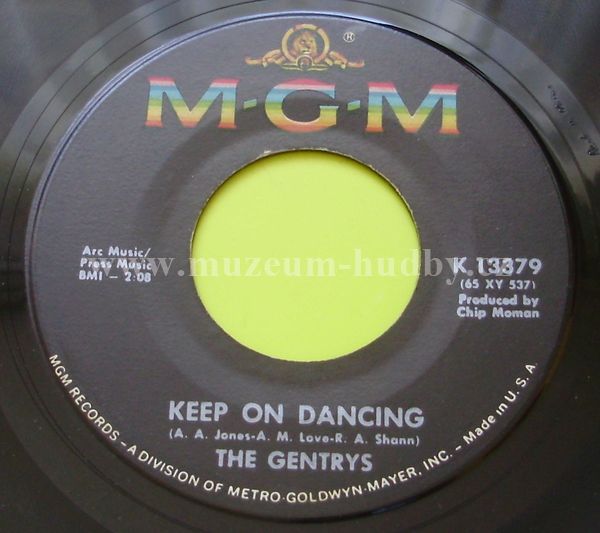 ®
M·G·M
Arc Music/
Press Music
BMI — 2:08
www.muzeum-hudby.cz
K 13379
(65 XY 537)
Produced by
Chip Moman
KEEP ON DANCING
(A. A. Jones-A. M. Love-R. A. Shann)
THE GENTRYS
MGM RECORDS - A DIVISION OF METRO-GOLDWYN-MAYER, INC. - Made in U.S.A.